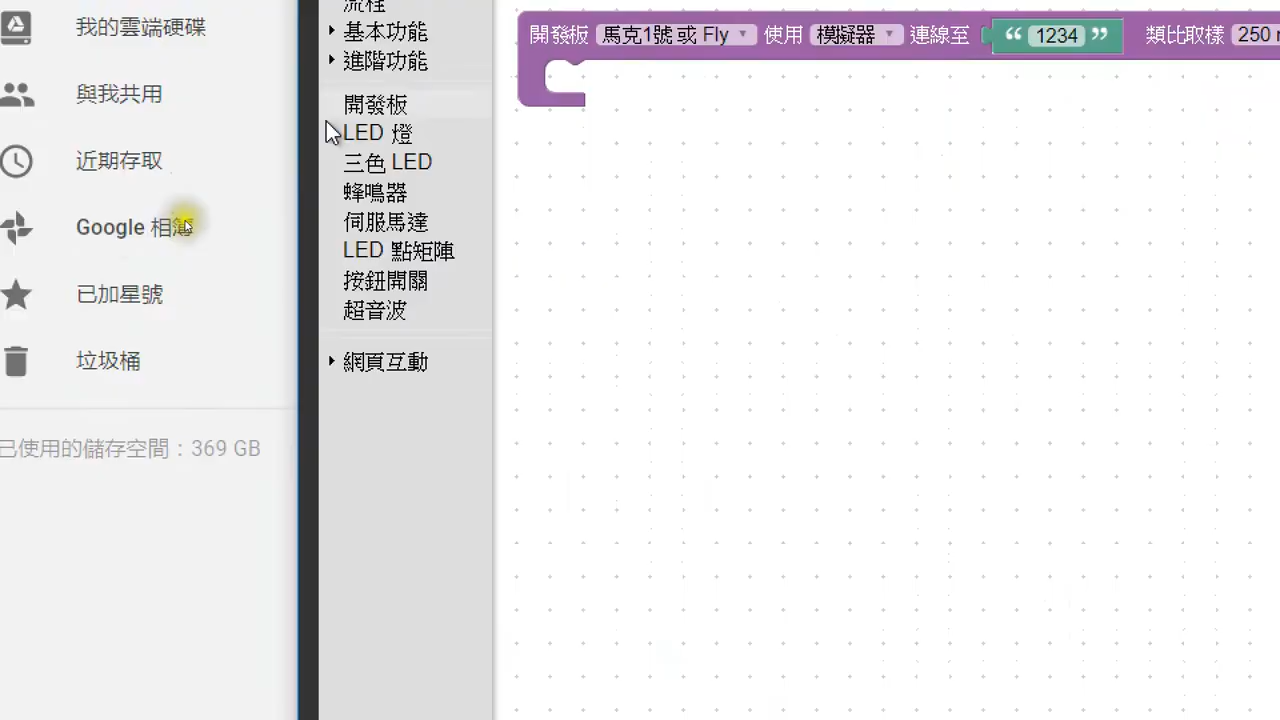 我的雲端硬碟
與我共用
近期存取
Google 相簿
已加星號
垃圾桶
已使用的儲存空間：369 GB
流程
基本功能
進階功能
開發板
LED 燈
三色 LED
蜂鳴器
伺服馬達
LED 點矩陣
按鈕開關
超音波
網頁互動
開發板 馬克1號 或 Fly 使用 模擬器 連線至 “ 1234 ” 類比取樣 250